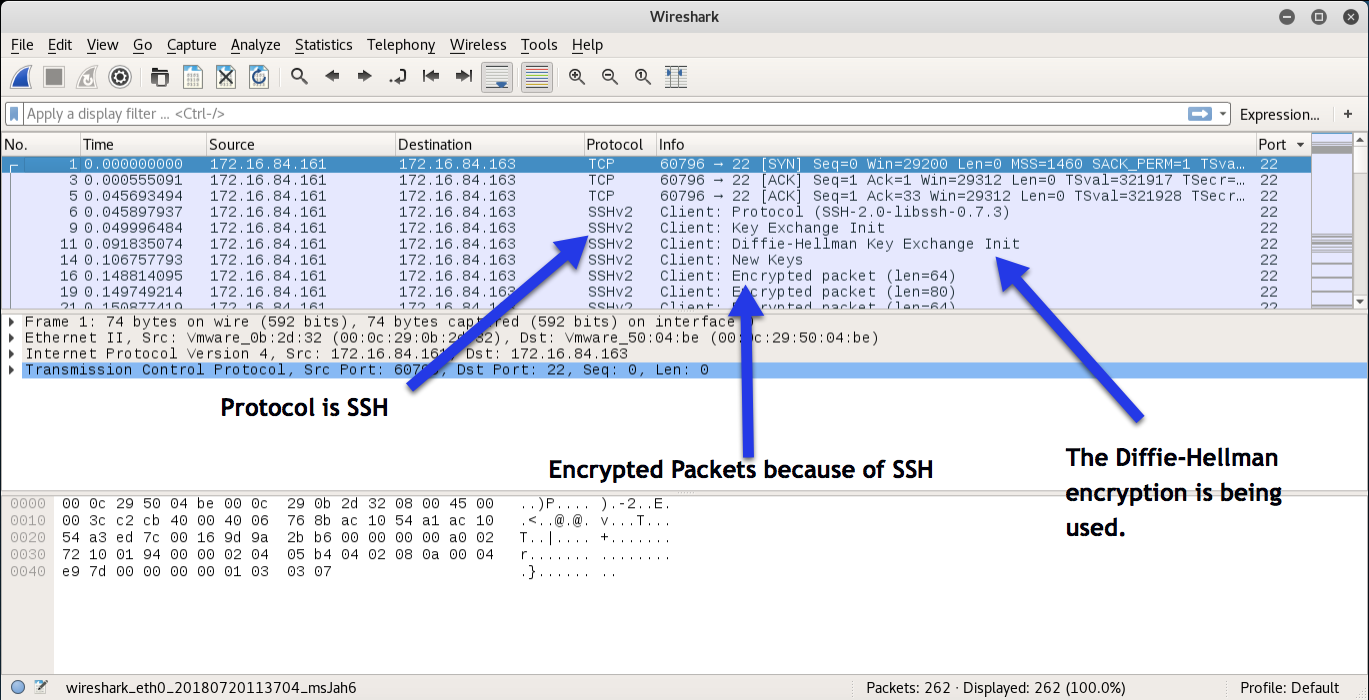 Wireshark
File Edit View Go Capture Analyze Statistics Telephony Wireless Tools Help
Apply a display filter ... <Ctrl-/> Expression... +
No. Time Source Destination Protocol Info Port
1 0.000000000 172.16.84.161 172.16.84.163 TCP 60796 → 22 [SYN] Seq=0 Win=29200 Len=0 MSS=1460 SACK_PERM=1 TSva... 22
3 0.000555091 172.16.84.161 172.16.84.163 TCP 60796 → 22 [ACK] Seq=1 Ack=1 Win=29312 Len=0 TSval=321917 TSecr=... 22
5 0.045693494 172.16.84.161 172.16.84.163 TCP 60796 → 22 [ACK] Seq=1 Ack=33 Win=29312 Len=0 TSval=321928 TSecr=... 22
6 0.045897937 172.16.84.161 172.16.84.163 SSHv2 Client: Protocol (SSH-2.0-libssh-0.7.3) 22
9 0.049996484 172.16.84.161 172.16.84.163 SSHv2 Client: Key Exchange Init 22
11 0.091835074 172.16.84.161 172.16.84.163 SSHv2 Client: Diffie-Hellman Key Exchange Init 22
14 0.106757793 172.16.84.161 172.16.84.163 SSHv2 Client: New Keys 22
16 0.148814095 172.16.84.161 172.16.84.163 SSHv2 Client: Encrypted packet (len=64) 22
19 0.149749214 172.16.84.161 172.16.84.163 SSHv2 Client: Encrypted packet (len=80) 22
21 0.150877419 172.16.84.161 172.16.84.163 SSHv2 Client: Encrypted packet (len=64) 22
Frame 1: 74 bytes on wire (592 bits), 74 bytes captured (592 bits) on interface
Ethernet II, Src: Vmware_0b:2d:32 (00:0c:29:0b:2d:32), Dst: Vmware_50:04:be (00:0c:29:50:04:be)
Internet Protocol Version 4, Src: 172.16.84.161, Dst: 172.16.84.163
Transmission Control Protocol, Src Port: 60796, Dst Port: 22, Seq: 0, Len: 0
Protocol is SSH
Encrypted Packets because of SSH
The Diffie-Hellman
encryption is being
used.
0000 00 0c 29 50 04 be 00 0c 29 0b 2d 32 08 00 45 00 ..)P.... ).-2..E.
0010 00 3c c2 cb 40 00 40 06 76 8b ac 10 54 a1 ac 10 .<..@.@. v...T...
0020 54 a3 ed 7c 00 16 9d 9a 2b b6 00 00 00 00 a0 02 T..|.... +.......
0030 72 10 01 94 00 00 02 04 05 b4 04 02 08 0a 00 04 r....... ........
0040 e9 7d 00 00 00 00 01 03 03 07 .}...... ..
wireshark_eth0_20180720113704_msJah6 Packets: 262 · Displayed: 262 (100.0%) Profile: Default